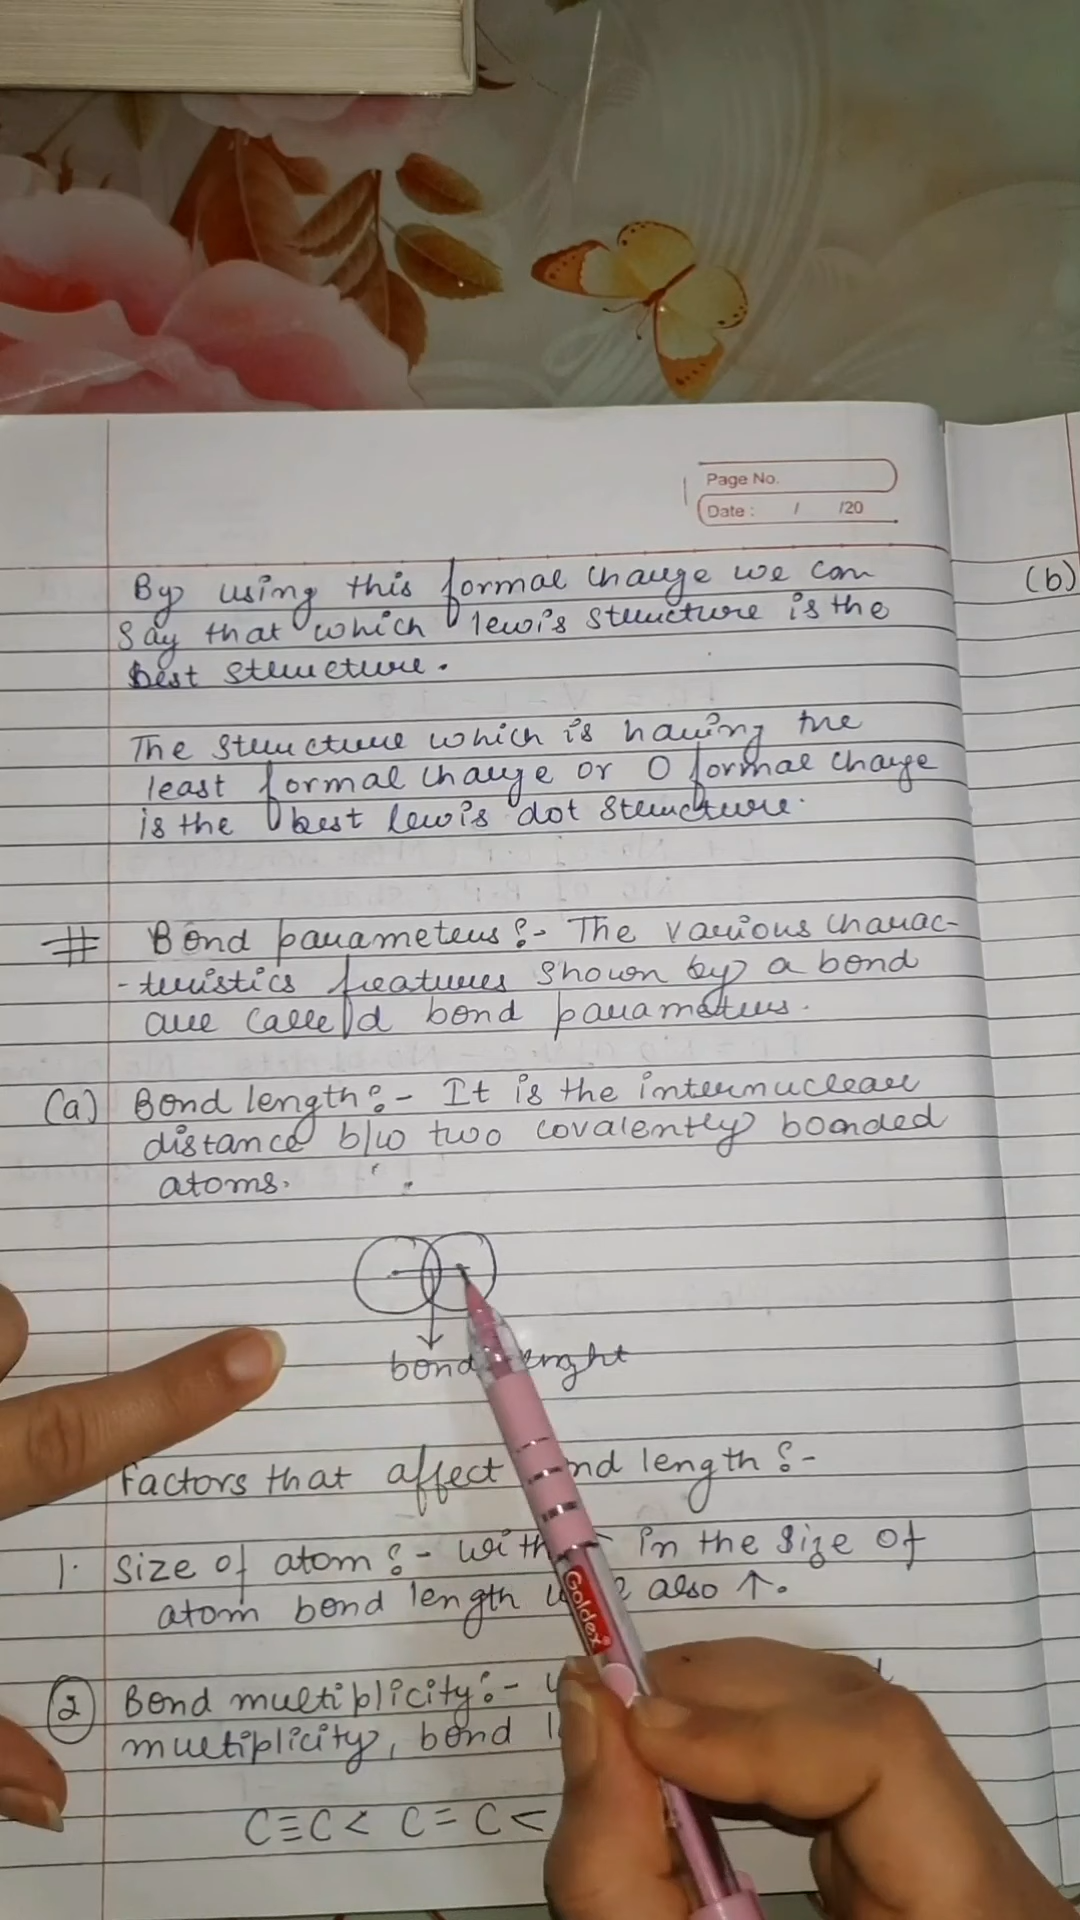 Page No.
Date : / /20
By using this formal charge we can
say that which lewis structure is the
best structure.
(b)
The structure which is having the
least formal charge or 0 formal charge
is the best lewis dot structure.
# Bond parameters :- The various charac-
-teristics features shown by a bond
are called bond parameters.
(a) Bond length :- It is the internuclear
distance b/w two covalently boanded
atoms.
bond
Factors that affect length :-
1. Size of atom :- with in the size of
atom bond length also ↑.
(2) Bond multiplicity :-
multiplicity, bond
C≡C < C=C <
Goldex